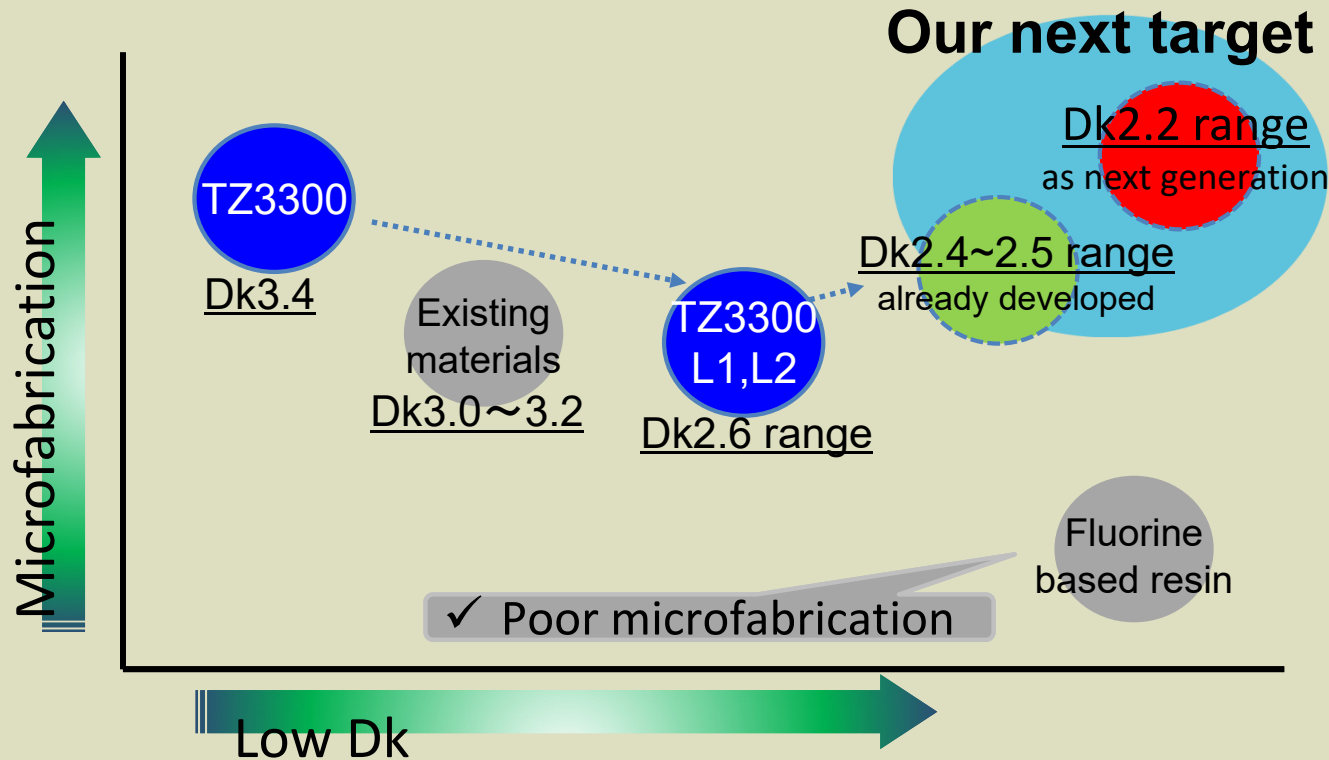 Our next target
Dk2.2 range
as next generation
TZ3300
Dk3.4
Dk2.4~2.5 range
already developed
Existing
materials
Dk3.0～3.2
TZ3300
L1,L2
Dk2.6 range
Fluorine
based resin
✓ Poor microfabrication
Microfabrication
Low Dk